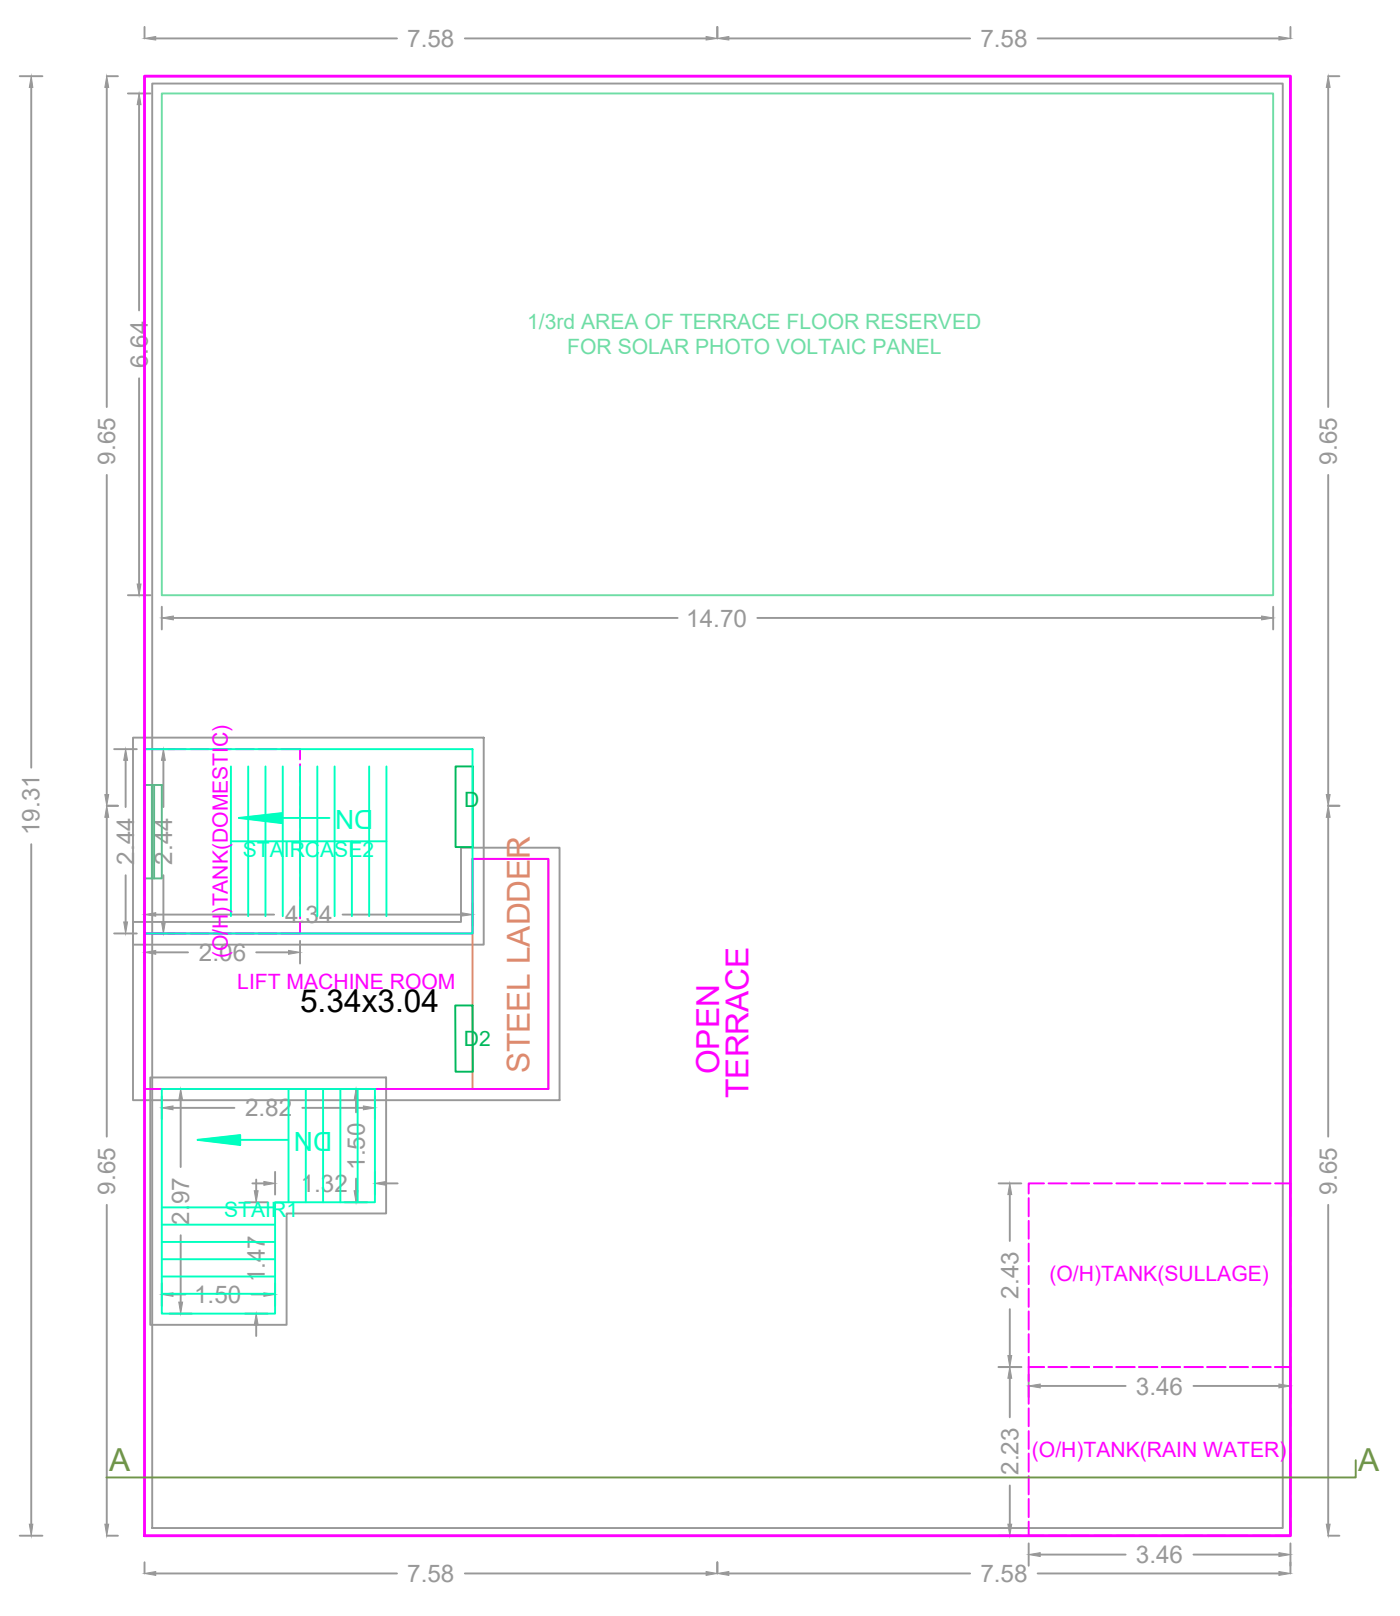 7.58
7.58
1/3rd AREA OF TERRACE FLOOR RESERVED
FOR SOLAR PHOTO VOLTAIC PANEL
6.64
9.65
9.65
14.70
19.31
(O/H)TANK(DOMESTIC)
D
DN
STAIRCASE2
2.44
2.44
4.34
2.06
LIFT MACHINE ROOM
5.34x3.04
STEEL LADDER
D2
OPEN
TERRACE
2.82
DN
1.50
9.65
9.65
2.97
1.32
STAIR1
1.47
1.50
2.43
(O/H)TANK(SULLAGE)
3.46
2.23
(O/H)TANK(RAIN WATER)
A
A
3.46
7.58
7.58